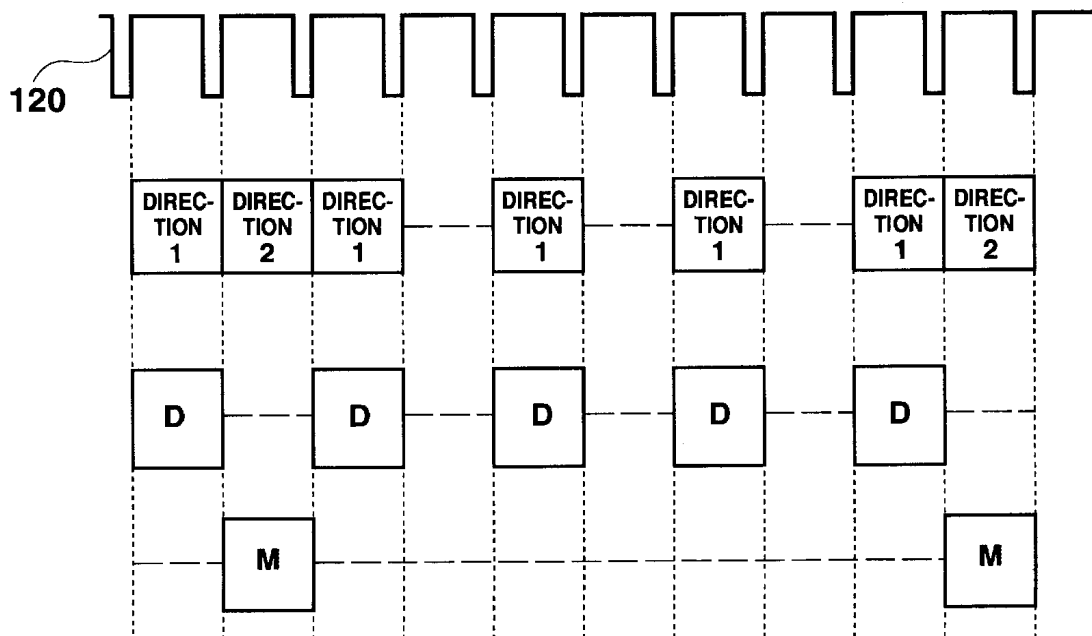 120
DIREC-
TION
1
DIREC-
TION
2
DIREC-
TION
1
DIREC-
TION
1
DIREC-
TION
1
DIREC-
TION
1
DIREC-
TION
2
D
D
D
D
D
M
M